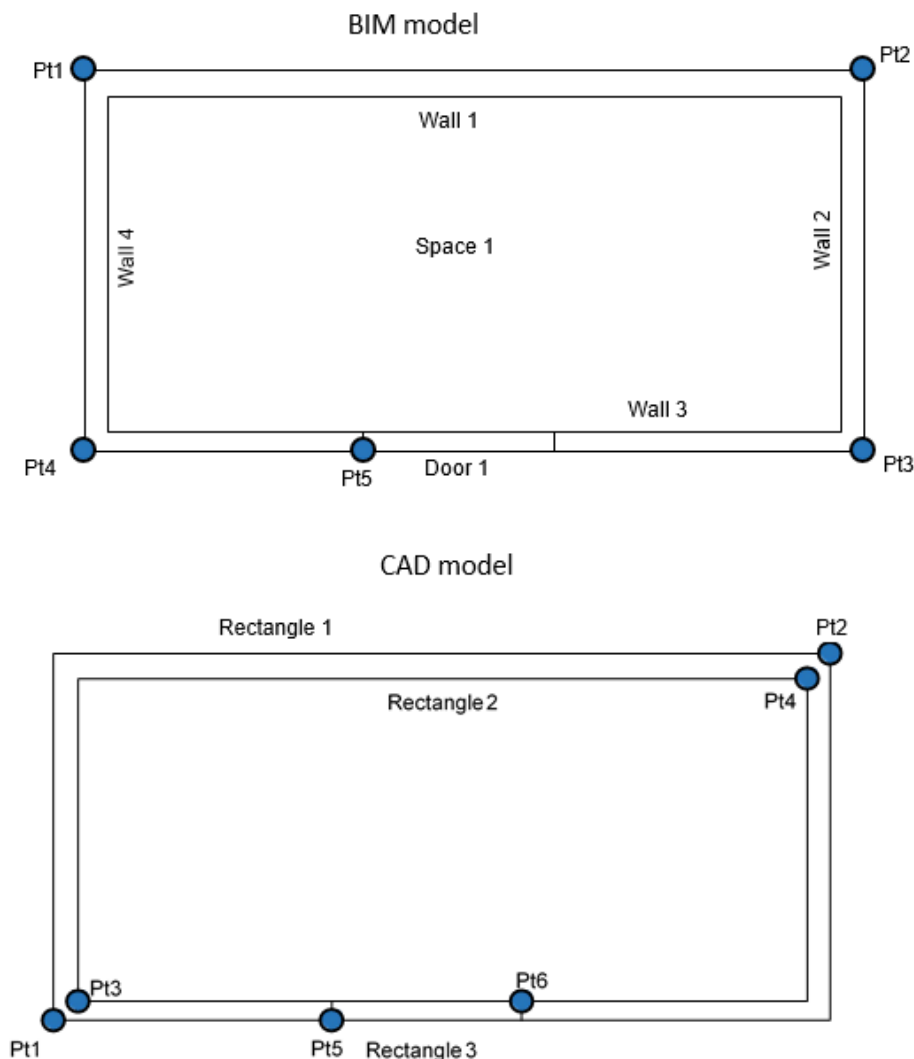 BIM model
Pt1
Pt2
Wall 1
Wall 4
Space 1
Wall 2
Wall 3
Pt4
Pt5
Door 1
Pt3
CAD model
Rectangle 1
Pt2
Rectangle 2
Pt4
Pt3
Pt6
Pt1
Pt5
Rectangle 3